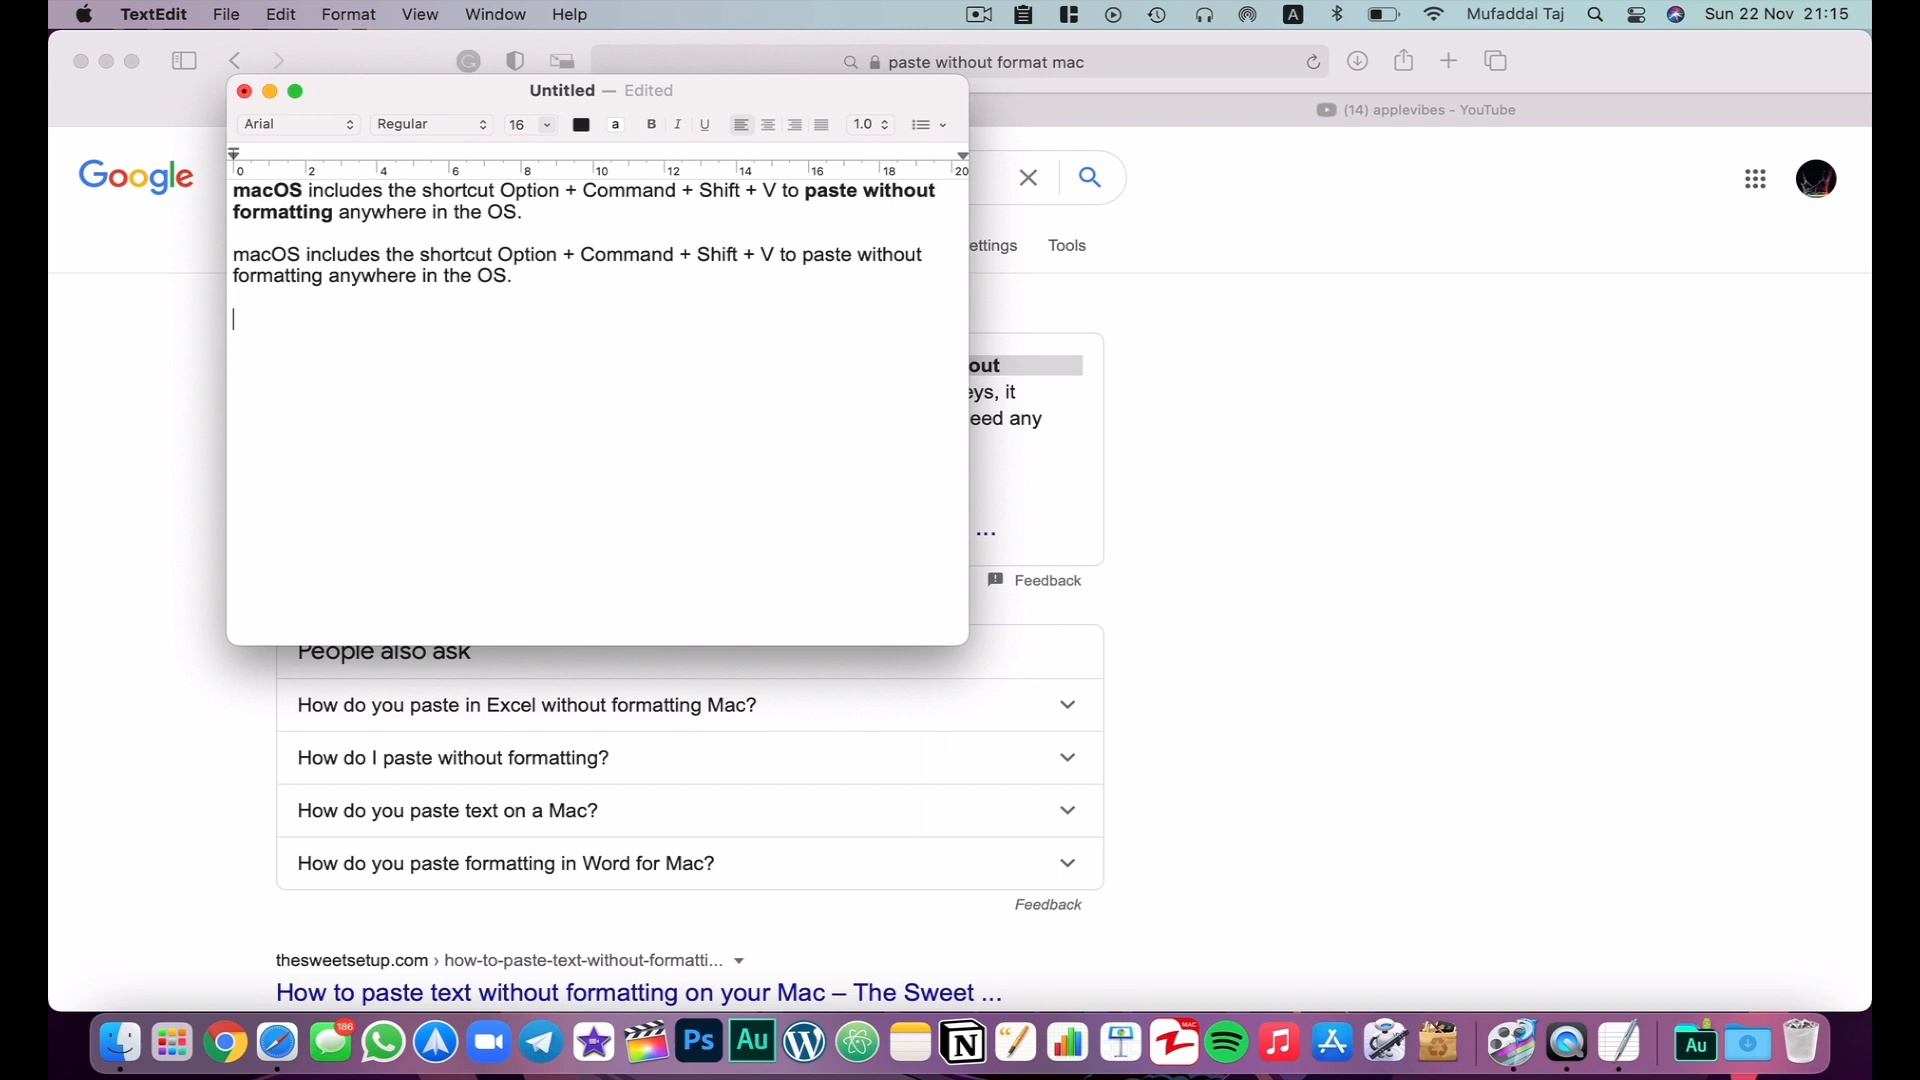 TextEdit File Edit Format View Window Help A Mufaddal Taj Sun 22 Nov 21:15
paste without format mac
Untitled — Edited
(14) applevibes - YouTube
Arial Regular 16 a B I U 1.0
0 2 4 6 8 10 12 14 16 18 20
Google
macOS includes the shortcut Option + Command + Shift + V to paste without
formatting anywhere in the OS.
ettings Tools
macOS includes the shortcut Option + Command + Shift + V to paste without
formatting anywhere in the OS.
out
eys, it
eed any
...
Feedback
People also ask
How do you paste in Excel without formatting Mac?
How do I paste without formatting?
How do you paste text on a Mac?
How do you paste formatting in Word for Mac?
Feedback
thesweetsetup.com › how-to-paste-text-without-formatti...
How to paste text without formatting on your Mac – The Sweet ...
186 Ps Au N MAC Au